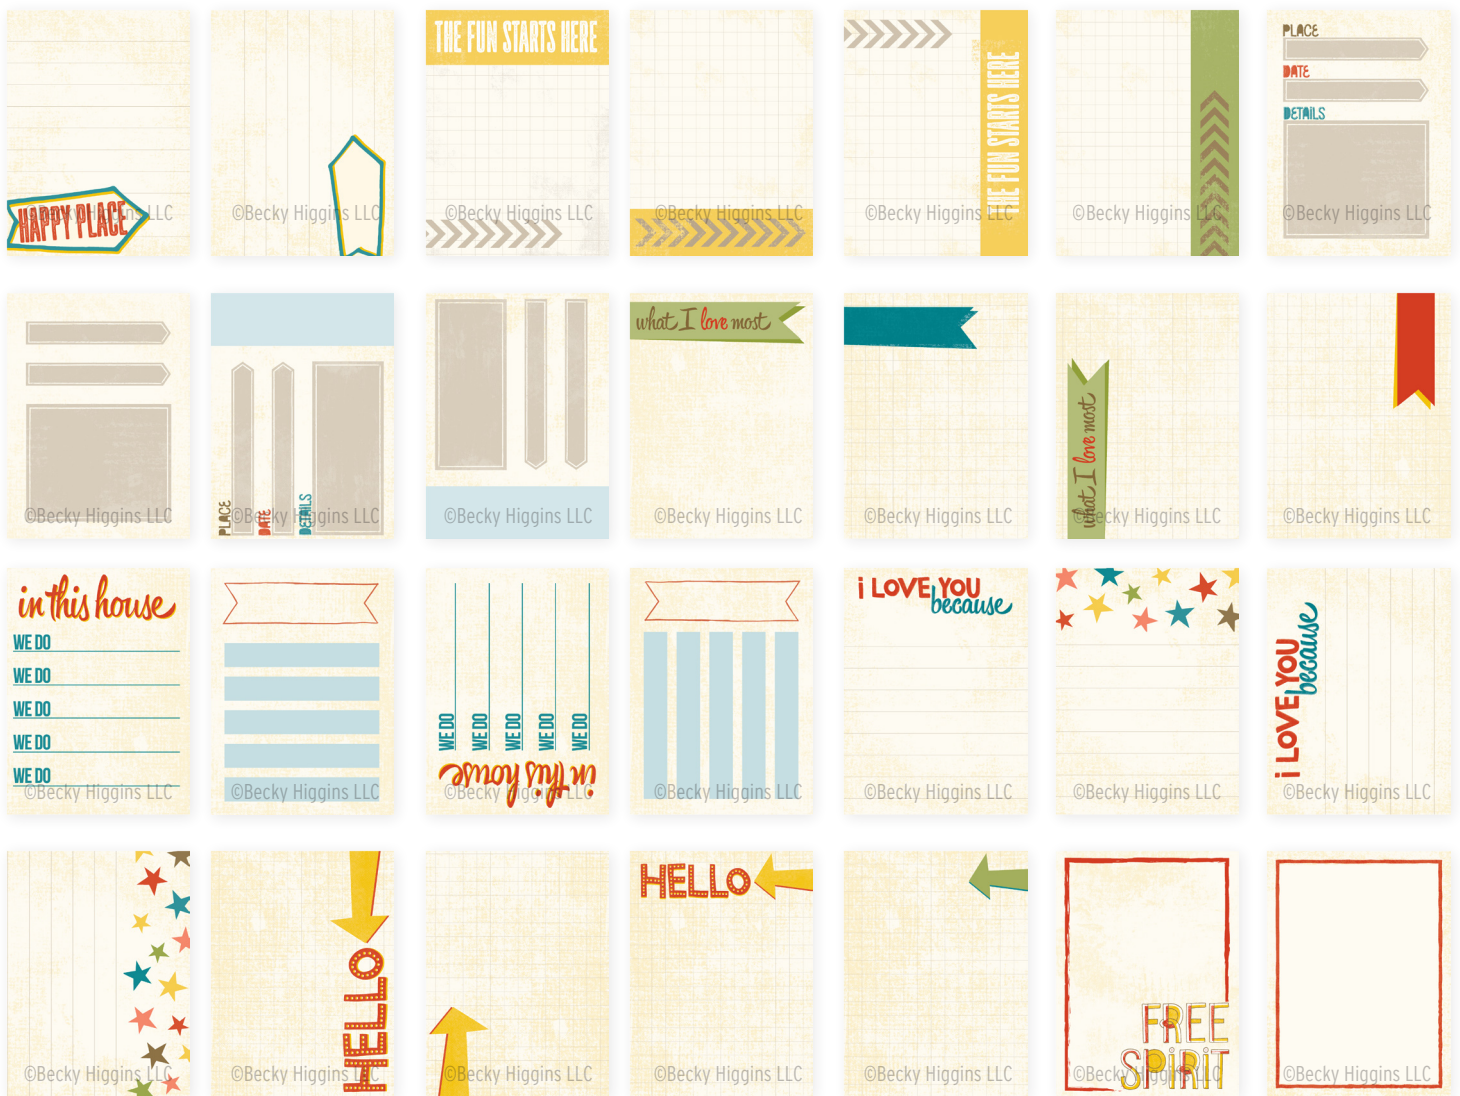 THE FUN STARTS HERE
HAPPY PLACE
©Becky Higgins LLC
©Becky Higgins LLC
©Becky Higgins LLC
©Becky Higgins LLC
THE FUN STARTS HERE
©Becky Higgins LLC
©Becky Higgins LLC
PLACE
DATE
DETAILS
©Becky Higgins LLC
©Becky Higgins LLC
PLACE
DATE
DETAILS
©Becky Higgins LLC
©Becky Higgins LLC
what I love most
©Becky Higgins LLC
©Becky Higgins LLC
what I love most
©Becky Higgins LLC
©Becky Higgins LLC
in this house
WE DO
WE DO
WE DO
WE DO
WE DO
©Becky Higgins LLC
©Becky Higgins LLC
WE DO
WE DO
WE DO
WE DO
WE DO
in this house
©Becky Higgins LLC
©Becky Higgins LLC
i LOVE YOU
because
©Becky Higgins LLC
©Becky Higgins LLC
i LOVE YOU
because
©Becky Higgins LLC
©Becky Higgins LLC
HELLO
©Becky Higgins LLC
©Becky Higgins LLC
HELLO
©Becky Higgins LLC
©Becky Higgins LLC
FREE
SPiRiT
©Becky Higgins LLC
©Becky Higgins LLC